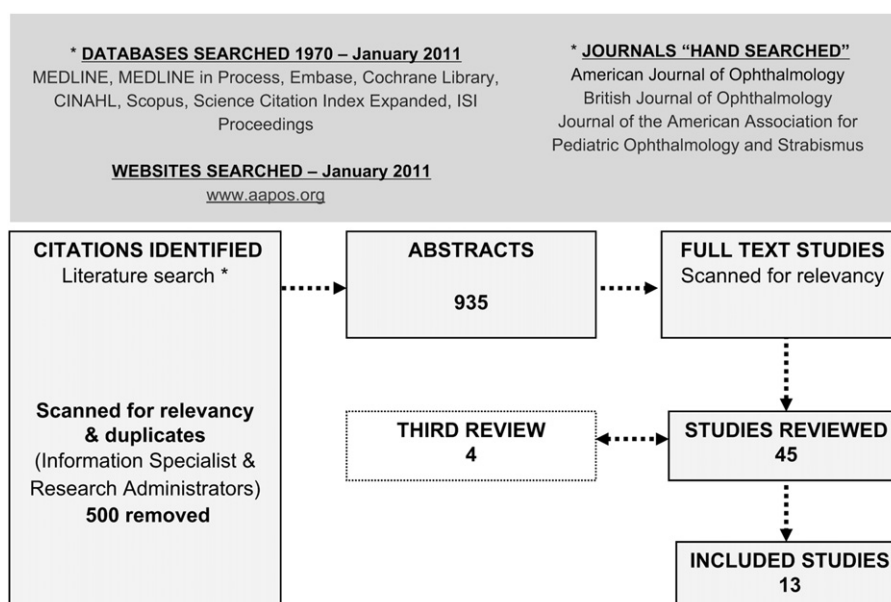 * DATABASES SEARCHED 1970 – January 2011
MEDLINE, MEDLINE in Process, Embase, Cochrane Library,
CINAHL, Scopus, Science Citation Index Expanded, ISI
Proceedings
WEBSITES SEARCHED – January 2011
www.aapos.org
* JOURNALS “HAND SEARCHED”
American Journal of Ophthalmology
British Journal of Ophthalmology
Journal of the American Association for
Pediatric Ophthalmology and Strabismus
CITATIONS IDENTIFIED
Literature search *
Scanned for relevancy
& duplicates
(Information Specialist &
Research Administrators)
500 removed
ABSTRACTS
935
FULL TEXT STUDIES
Scanned for relevancy
THIRD REVIEW
4
STUDIES REVIEWED
45
INCLUDED STUDIES
13